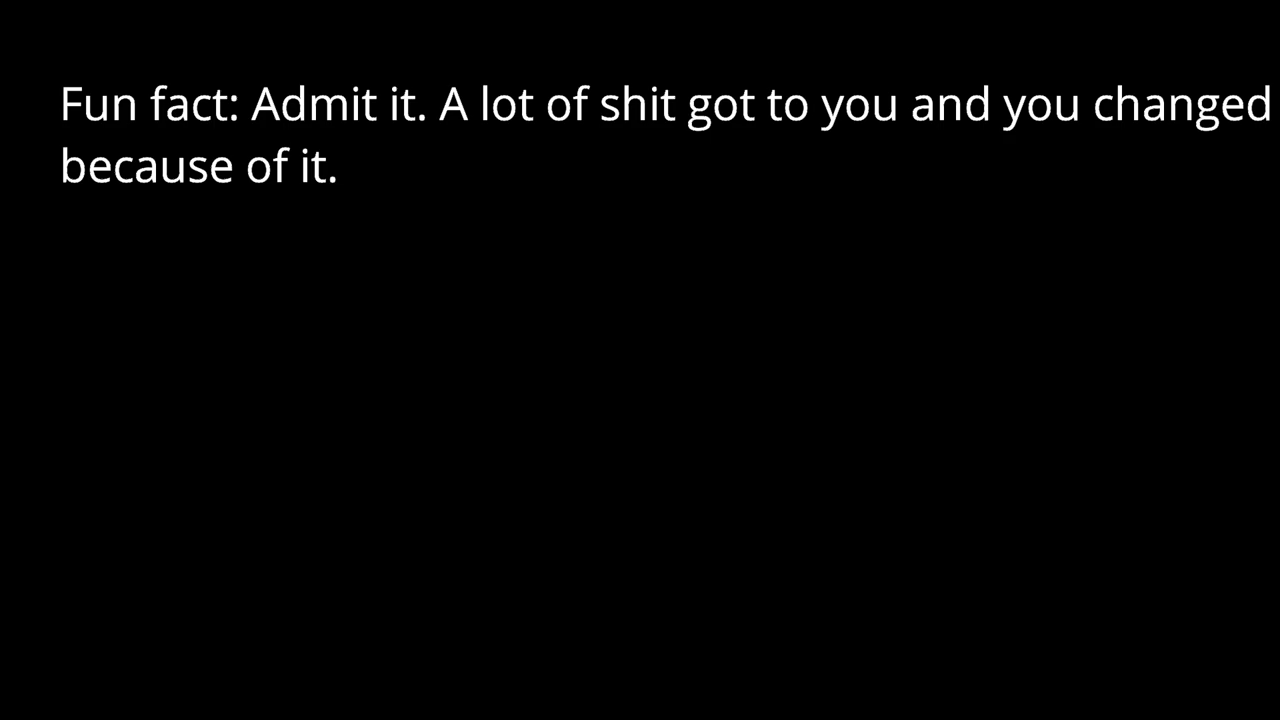 Fun fact: Admit it. A lot of shit got to you and you changed
because of it.